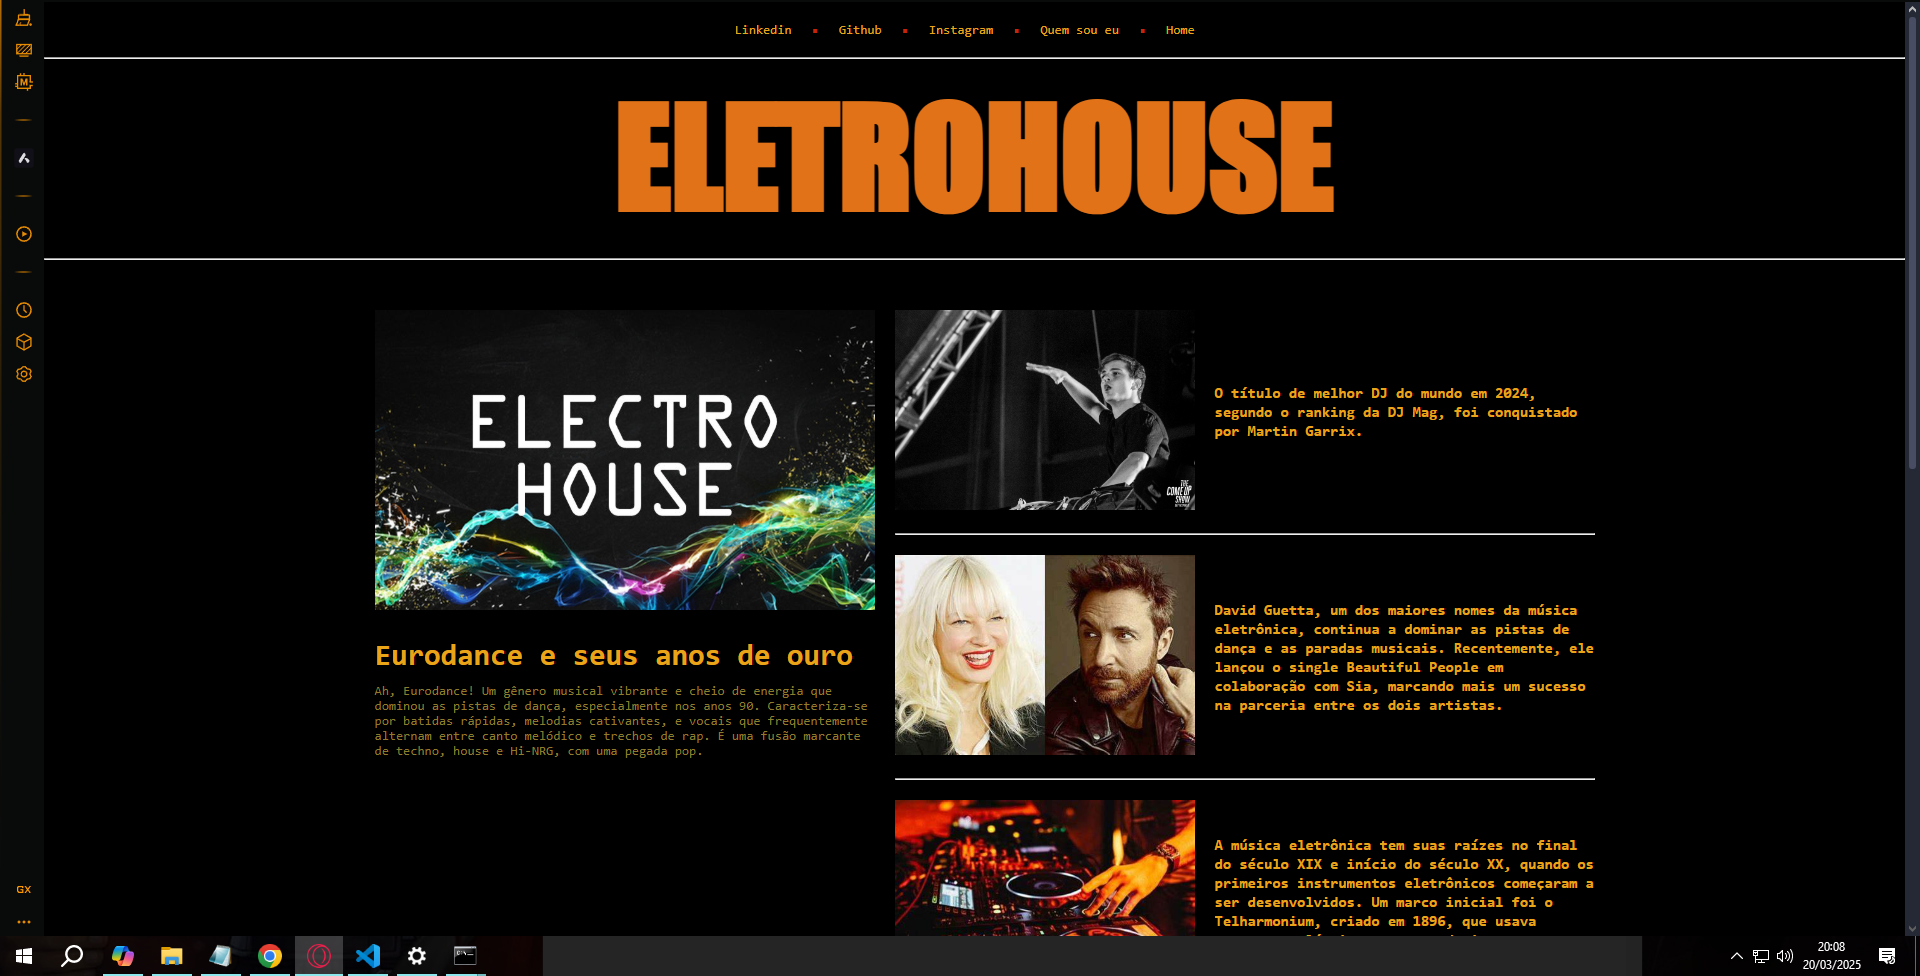 Linkedin
Github
Instagram
Quem sou eu
Home
ELETROHOUSE
ELECTRO
HOUSE
Eurodance e seus anos de ouro
Ah, Eurodance! Um gênero musical vibrante e cheio de energia que
dominou as pistas de dança, especialmente nos anos 90. Caracteriza-se
por batidas rápidas, melodias cativantes, e vocais que frequentemente
alternam entre canto melódico e trechos de rap. É uma fusão marcante
de techno, house e Hi-NRG, com uma pegada pop.
THE
COME UP
SHOW
O título de melhor DJ do mundo em 2024,
segundo o ranking da DJ Mag, foi conquistado
por Martin Garrix.
David Guetta, um dos maiores nomes da música
eletrônica, continua a dominar as pistas de
dança e as paradas musicais. Recentemente, ele
lançou o single Beautiful People em
colaboração com Sia, marcando mais um sucesso
na parceria entre os dois artistas.
A música eletrônica tem suas raízes no final
do século XIX e início do século XX, quando os
primeiros instrumentos eletrônicos começaram a
ser desenvolvidos. Um marco inicial foi o
Telharmonium, criado em 1896, que usava
M
GX
20:08
20/03/2025